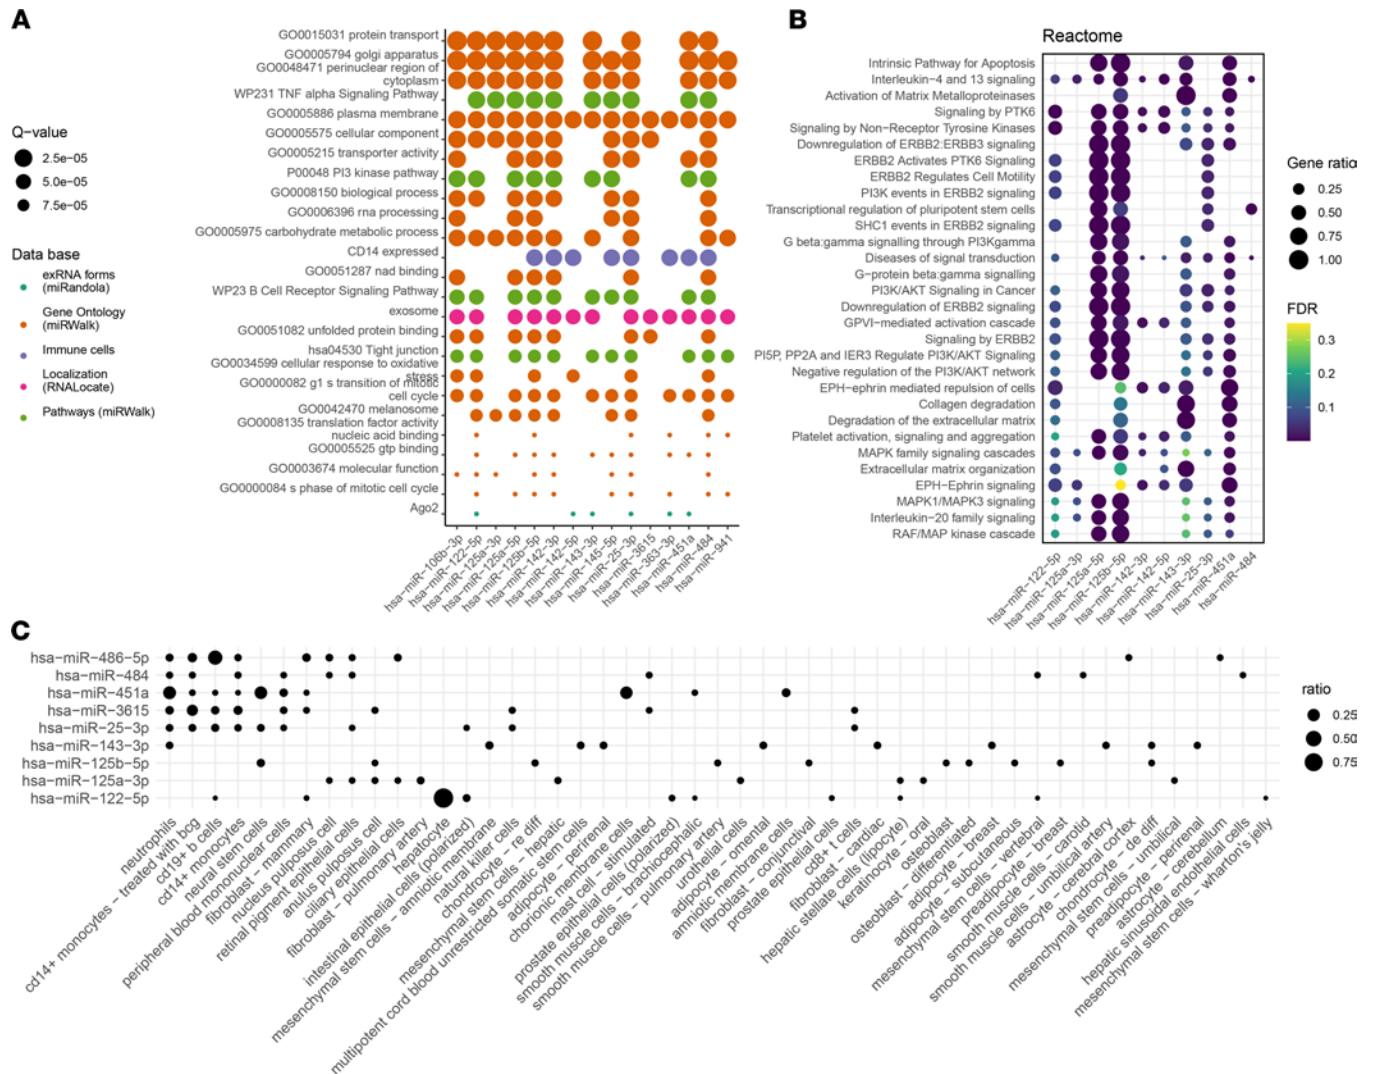 A
GO0015031 protein transport
GO0005794 golgi apparatus
GO0048471 perinuclear region of
cytoplasm
WP231 TNF alpha Signaling Pathway
GO0005886 plasma membrane
GO0005575 cellular component
GO0005215 transporter activity
P00048 PI3 kinase pathway
GO0008150 biological process
GO0006396 rna processing
GO0005975 carbohydrate metabolic process
CD14 expressed
GO0051287 nad binding
WP23 B Cell Receptor Signaling Pathway
exosome
GO0051082 unfolded protein binding
hsa04530 Tight junction
GO0034599 cellular response to oxidative
stress
GO0000082 g1 s transition of mitotic
cell cycle
GO0042470 melanosome
GO0008135 translation factor activity
nucleic acid binding
GO0005525 gtp binding
GO0003674 molecular function
GO0000084 s phase of mitotic cell cycle
Ago2
hsa−miR−106b−3p
hsa−miR−122−5p
hsa−miR−125a−3p
hsa−miR−125a−5p
hsa−miR−125b−5p
hsa−miR−142−3p
hsa−miR−142−5p
hsa−miR−143−3p
hsa−miR−145−5p
hsa−miR−25−3p
hsa−miR−3615
hsa−miR−363−3p
hsa−miR−451a
hsa−miR−484
hsa−miR−941
Q−value
2.5e−05
5.0e−05
7.5e−05
Data base
exRNA forms
(miRandola)
Gene Ontology
(miRWalk)
Immune cells
Localization
(RNALocate)
Pathways (miRWalk)
B
Reactome
Intrinsic Pathway for Apoptosis
Interleukin−4 and 13 signaling
Activation of Matrix Metalloproteinases
Signaling by PTK6
Signaling by Non−Receptor Tyrosine Kinases
Downregulation of ERBB2:ERBB3 signaling
ERBB2 Activates PTK6 Signaling
ERBB2 Regulates Cell Motility
PI3K events in ERBB2 signaling
Transcriptional regulation of pluripotent stem cells
SHC1 events in ERBB2 signaling
G beta:gamma signalling through PI3Kgamma
Diseases of signal transduction
G−protein beta:gamma signalling
PI3K/AKT Signaling in Cancer
Downregulation of ERBB2 signaling
GPVI−mediated activation cascade
Signaling by ERBB2
PI5P, PP2A and IER3 Regulate PI3K/AKT Signaling
Negative regulation of the PI3K/AKT network
EPH−ephrin mediated repulsion of cells
Collagen degradation
Degradation of the extracellular matrix
Platelet activation, signaling and aggregation
MAPK family signaling cascades
Extracellular matrix organization
EPH−Ephrin signaling
MAPK1/MAPK3 signaling
Interleukin−20 family signaling
RAF/MAP kinase cascade
hsa−miR−122−5p
hsa−miR−125a−3p
hsa−miR−125a−5p
hsa−miR−125b−5p
hsa−miR−142−3p
hsa−miR−142−5p
hsa−miR−143−3p
hsa−miR−25−3p
hsa−miR−451a
hsa−miR−484
Gene ratio
0.25
0.50
0.75
1.00
FDR
0.3
0.2
0.1
C
hsa−miR−486−5p
hsa−miR−484
hsa−miR−451a
hsa−miR−3615
hsa−miR−25−3p
hsa−miR−143−3p
hsa−miR−125b−5p
hsa−miR−125a−3p
hsa−miR−122−5p
neutrophils
cd14+ monocytes − treated with bcg
cd19+ b cells
cd14+ monocytes
neural stem cells
peripheral blood mononuclear cells
fibroblast − mammary
nucleus pulposus cell
retinal pigment epithelial cells
anulus pulposus cell
ciliary epithelial cells
fibroblast − pulmonary artery
hepatocyte
intestinal epithelial cells (polarized)
mesenchymal stem cells − amniotic membrane
natural killer cells
chondrocyte − re diff
mesenchymal stem cells − hepatic
multipotent cord blood unrestricted somatic stem cells
adipocyte − perirenal
chorionic membrane cells
mast cell − stimulated
prostate epithelial cells (polarized)
smooth muscle cells − brachiocephalic
smooth muscle cells − pulmonary artery
urothelial cells
adipocyte − omental
amniotic membrane cells
fibroblast − conjunctival
prostate epithelial cells
cd8+ t cells
fibroblast − cardiac
hepatic stellate cells (lipocyte)
keratinocyte − oral
osteoblast
osteoblast − differentiated
adipocyte − breast
adipocyte − subcutaneous
mesenchymal stem cells − vertebral
preadipocyte − breast
smooth muscle cells − carotid
smooth muscle cells − umbilical artery
astrocyte − cerebral cortex
chondrocyte − de diff
mesenchymal stem cells − umbilical
preadipocyte − perirenal
astrocyte − cerebellum
hepatic sinusoidal endothelial cells
mesenchymal stem cells − wharton's jelly
ratio
0.25
0.50
0.75